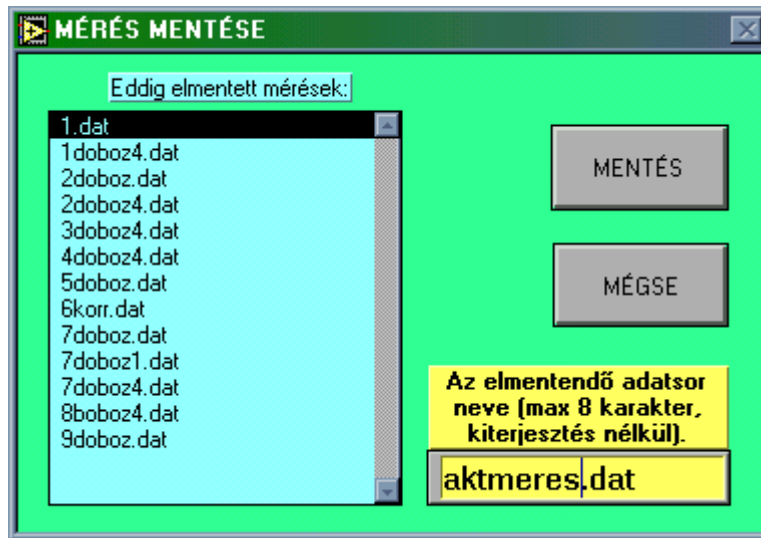 MÉRÉS MENTÉSE
Eddig elmentett mérések:
1.dat
1doboz4.dat
2doboz.dat
2doboz4.dat
3doboz4.dat
4doboz4.dat
5doboz.dat
6korr.dat
7doboz.dat
7doboz1.dat
7doboz4.dat
8boboz4.dat
9doboz.dat
MENTÉS
MÉGSE
Az elmentendő adatsor
neve (max 8 karakter,
kiterjesztés nélkül).
aktmeres.dat